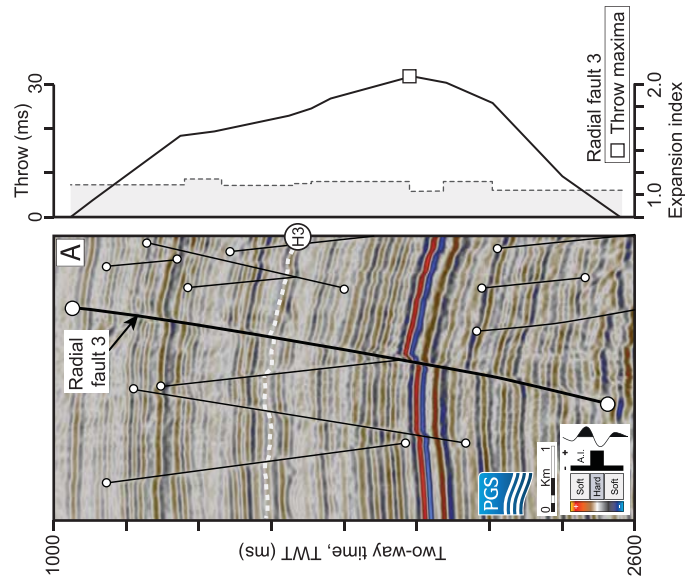 Throw (ms)
30
0
2.0
1.0
Expansion index
Radial fault 3
Throw maxima
A
H3
Radial
fault 3
1000
2600
Two-way time, TWT (ms)
PGS
0 Km 1
- +
A.I.
Soft
Hard
Soft
+
-